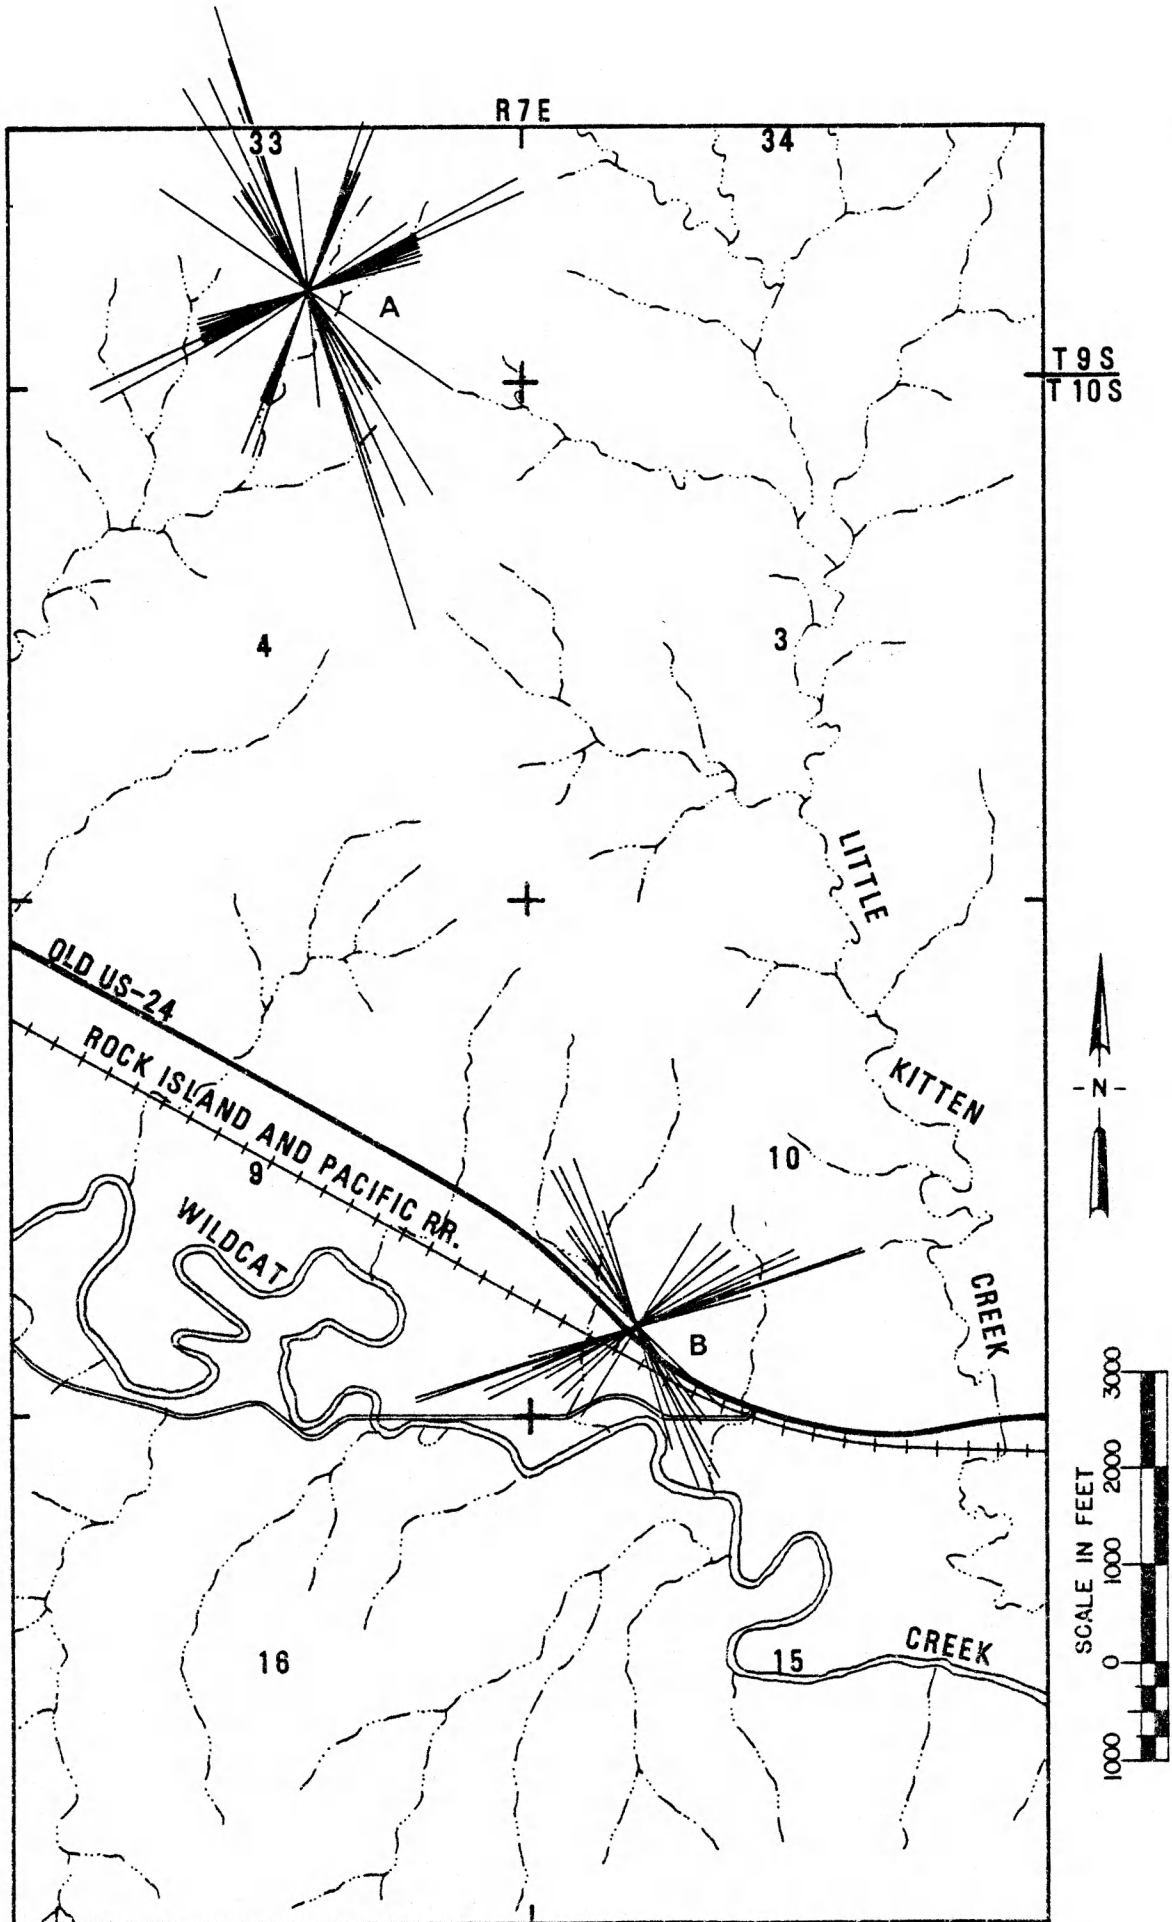 R7E
33
34
A
T9S
T10S
4
3
LITTLE
OLD US-24
ROCK ISLAND AND PACIFIC RR.
KITTEN
-N-
10
9
WILDCAT
CREEK
B
3000
2000
1000
0
1000
SCALE IN FEET
CREEK
16
15